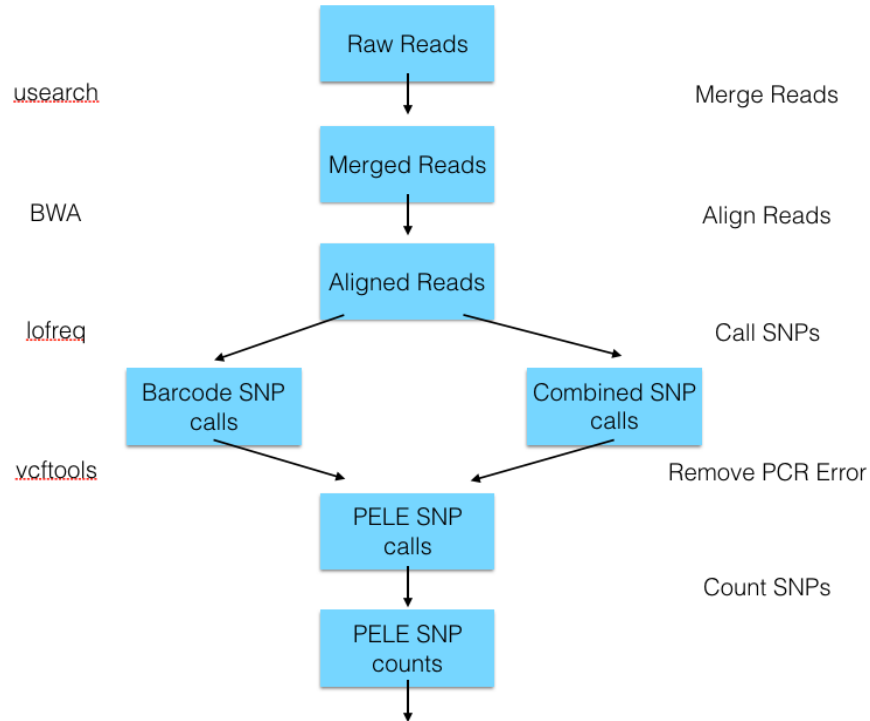 Raw Reads
usearch
Merge Reads
Merged Reads
BWA
Align Reads
Aligned Reads
lofreq
Call SNPs
Barcode SNP
calls
Combined SNP
calls
vcftools
Remove PCR Error
PELE SNP
calls
Count SNPs
PELE SNP
counts